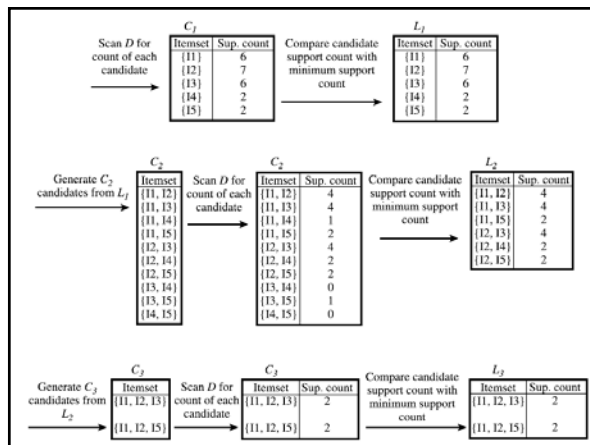 C1
L1
Scan D for
count of each
candidate
Itemset Sup. count
{I1} 6
{I2} 7
{I3} 6
{I4} 2
{I5} 2
Compare candidate
support count with
minimum support
count
Itemset Sup. count
{I1} 6
{I2} 7
{I3} 6
{I4} 2
{I5} 2
Generate C2
candidates from L1
C2
Itemset
{I1, I2}
{I1, I3}
{I1, I4}
{I1, I5}
{I2, I3}
{I2, I4}
{I2, I5}
{I3, I4}
{I3, I5}
{I4, I5}
Scan D for
count of each
candidate
C2
Itemset Sup. count
{I1, I2} 4
{I1, I3} 4
{I1, I4} 1
{I1, I5} 2
{I2, I3} 4
{I2, I4} 2
{I2, I5} 2
{I3, I4} 0
{I3, I5} 1
{I4, I5} 0
Compare candidate
support count with
minimum support
count
L2
Itemset Sup. count
{I1, I2} 4
{I1, I3} 4
{I1, I5} 2
{I2, I3} 4
{I2, I4} 2
{I2, I5} 2
Generate C3
candidates from
L2
C3
Itemset
{I1, I2, I3}
{I1, I2, I5}
Scan D for
count of each
candidate
C3
Itemset Sup. count
{I1, I2, I3} 2
{I1, I2, I5} 2
Compare candidate
support count with
minimum support
count
L3
Itemset Sup. count
{I1, I2, I3} 2
{I1, I2, I5} 2